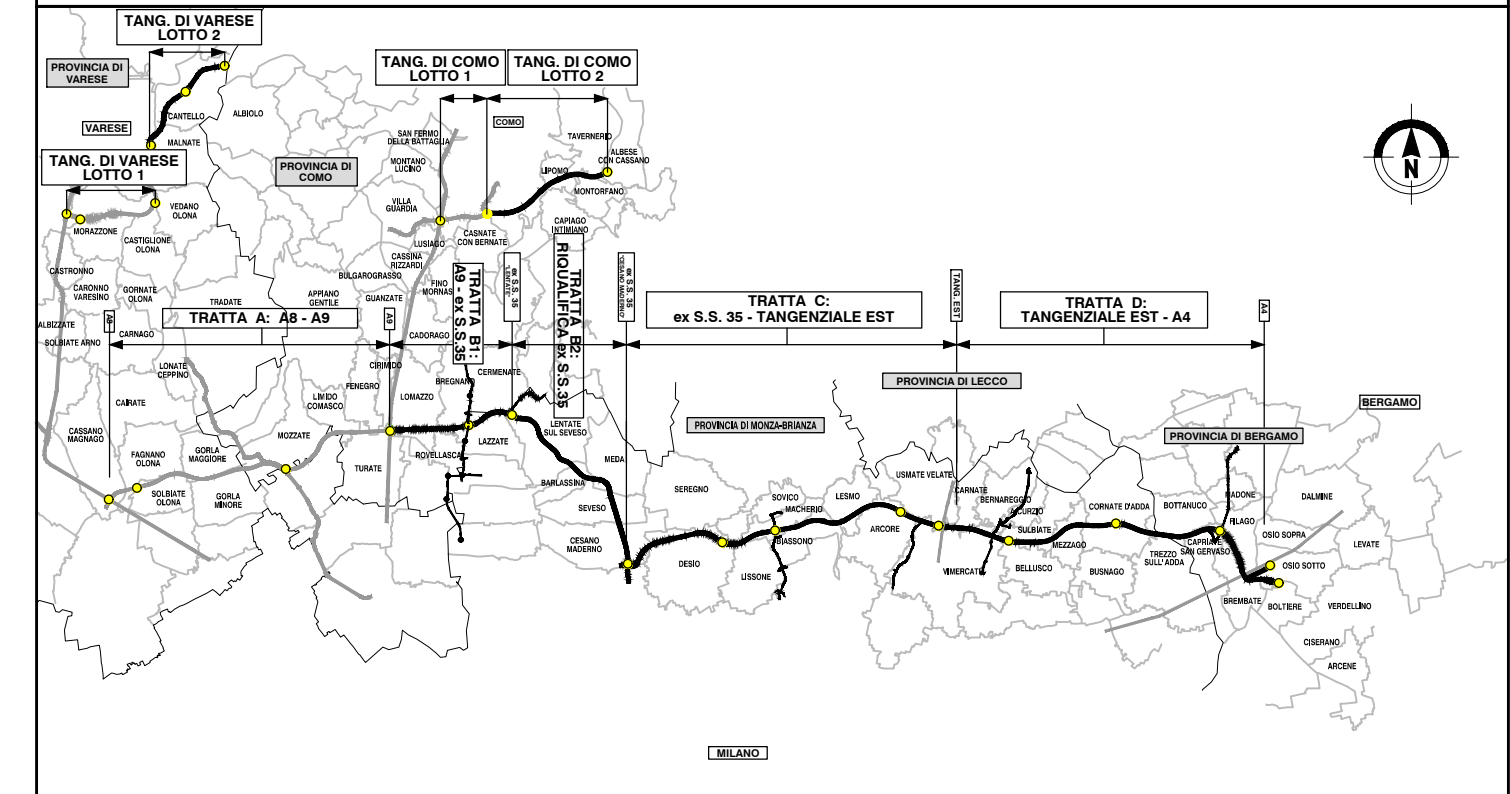 TANG. DI VARESE
LOTTO 2
PROVINCIA DI
VARESE
CANTELLO
ALBIOLO
VARESE
MALNATE
TANG. DI VARESE
LOTTO 1
PROVINCIA DI
COMO
VEDANO
OLONA
MORAZZONE
CASTIGLIONE
OLONA
TANG. DI COMO
LOTTO 1
TANG. DI COMO
LOTTO 2
COMO
SAN FERMO
DELLA BATTAGLIA
TAVERNERIO
MONTANO
LUCINO
ALBESE
CON CASSANO
LIPOMO
MONTORFANO
VILLA
GUARDIA
CAPIAGO
INTIMIANO
CASNATE
CON BERNATE
LUSIAGO
N
CASTRONNO
CARONNO
VARESINO
GORNATE
OLONA
CASSINA
RIZZARDI
BULGAROGRASSO
FINO
MORNAS
TRADATE
APPIANO
GENTILE
GUANZATE
ALBIZZATE
SOLBIATE ARNO
CARNAGO
CADORAGO
A8
TRATTA A: A8 - A9
A9
TRATTA B1:
A9 - ex S.S.35
ex S.S. 35
"LENTATE"
TRATTA B2:
RIQUALIFICA ex S.S.35
ex S.S. 35
"CESANO MADERNO"
TRATTA C:
ex S.S. 35 - TANGENZIALE EST
TANG. EST
TRATTA D:
TANGENZIALE EST - A4
A4
LONATE
CEPPINO
CIRIMIDO
FENEGRO
BREGNANO
CERMENATE
CAIRATE
LIMIDO
COMASCO
LOMAZZO
PROVINCIA DI LECCO
BERGAMO
CASSANO
MAGNAGO
MOZZATE
LAZZATE
LENTATE
SUL SEVESO
PROVINCIA DI MONZA-BRIANZA
PROVINCIA DI BERGAMO
FAGNANO
OLONA
GORLA
MAGGIORE
TURATE
ROVELLASCA
MEDA
SOLBIATE
OLONA
GORLA
MINORE
BARLASSINA
SEREGNO
SOVICO
MACHERIO
LESMO
USMATE VELATE
CARNATE
BERNAREGGIO
AICURZIO
CORNATE D'ADDA
BOTTANUCO
MADONE
DALMINE
SEVESO
FILAGO
ARCORE
SULBIATE
MEZZAGO
CESANO
MADERNO
BIASSONO
CAPRIATE
SAN GERVASO
OSIO SOPRA
LEVATE
DESIO
LISSONE
VIMERCATE
BELLUSCO
BUSNAGO
TREZZO
SULL' ADDA
OSIO SOTTO
BREMBATE
BOLTIERE
VERDELLINO
CISERANO
ARCENE
MILANO